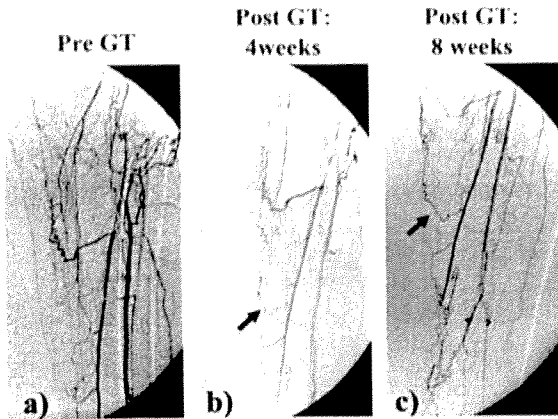 Pre GT
Post GT:
4weeks
Post GT:
8 weeks
a)
b)
c)